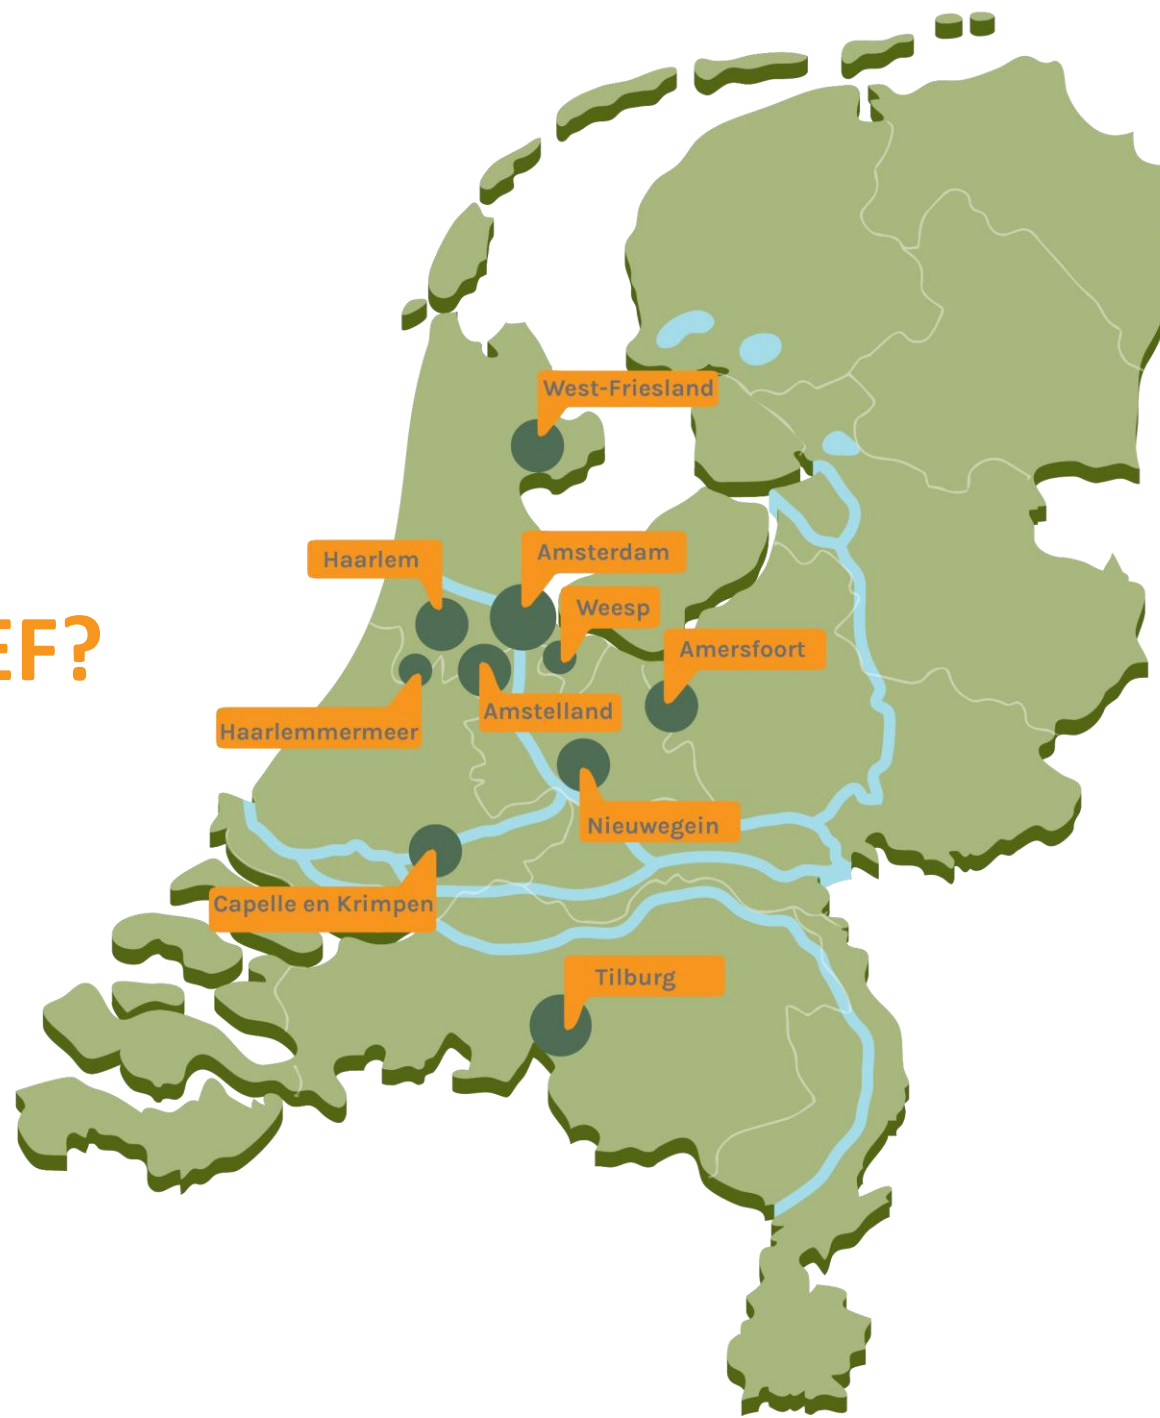 West-Friesland
Haarlem
Amsterdam
Weesp
EF?
Amersfoort
Haarlemmermeer
Amstelland
Nieuwegein
Capelle en Krimpen
Tilburg